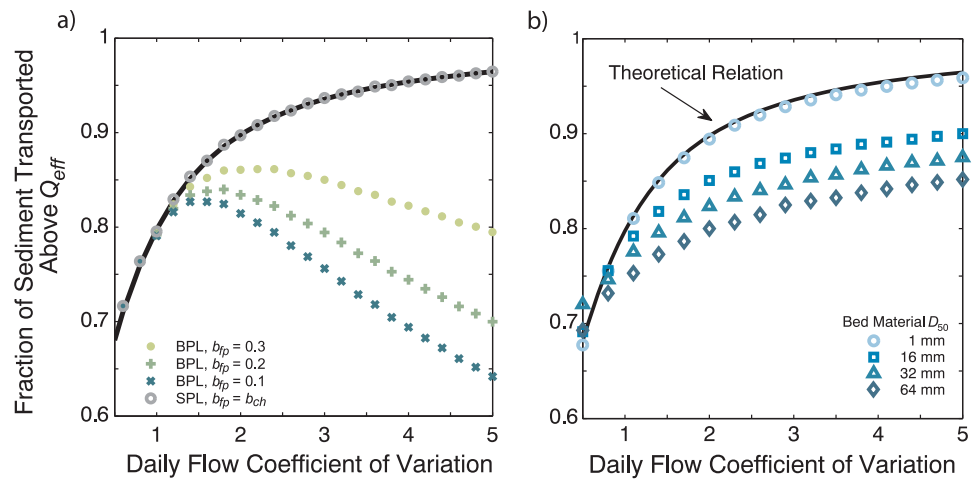 a)
Fraction of Sediment Transported
Above Qeff
1
0.9
0.8
0.7
0.6
BPL, bfp = 0.3
BPL, bfp = 0.2
BPL, bfp = 0.1
SPL, bfp = bch
1 2 3 4 5
Daily Flow Coefficient of Variation
b)
1
0.9
0.8
0.7
0.6
Theoretical Relation
Bed Material D50
1 mm
16 mm
32 mm
64 mm
1 2 3 4 5
Daily Flow Coefficient of Variation